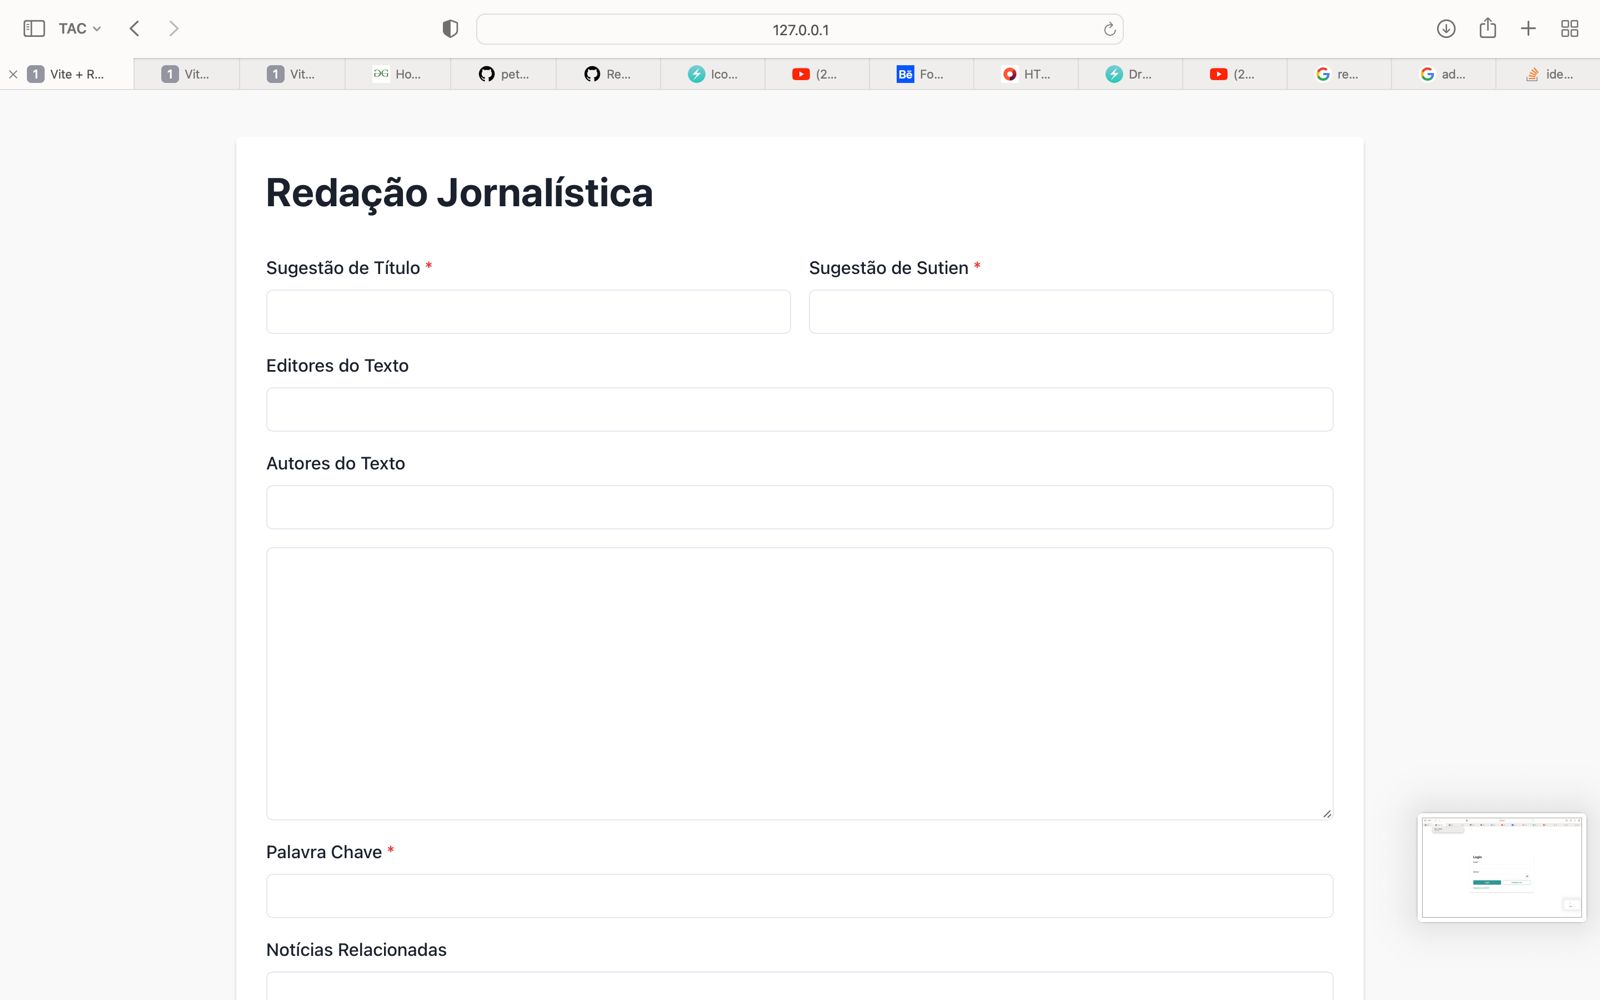 TAC
127.0.0.1
1 Vite + R... 1 Vit... 1 Vit... Ho... pet... Re... Ico... (2... Bē Fo... HT... Dr... (2... re... ad... ide...
Redação Jornalística
Sugestão de Título * Sugestão de Sutien *
Editores do Texto
Autores do Texto
Palavra Chave *
Notícias Relacionadas
Login